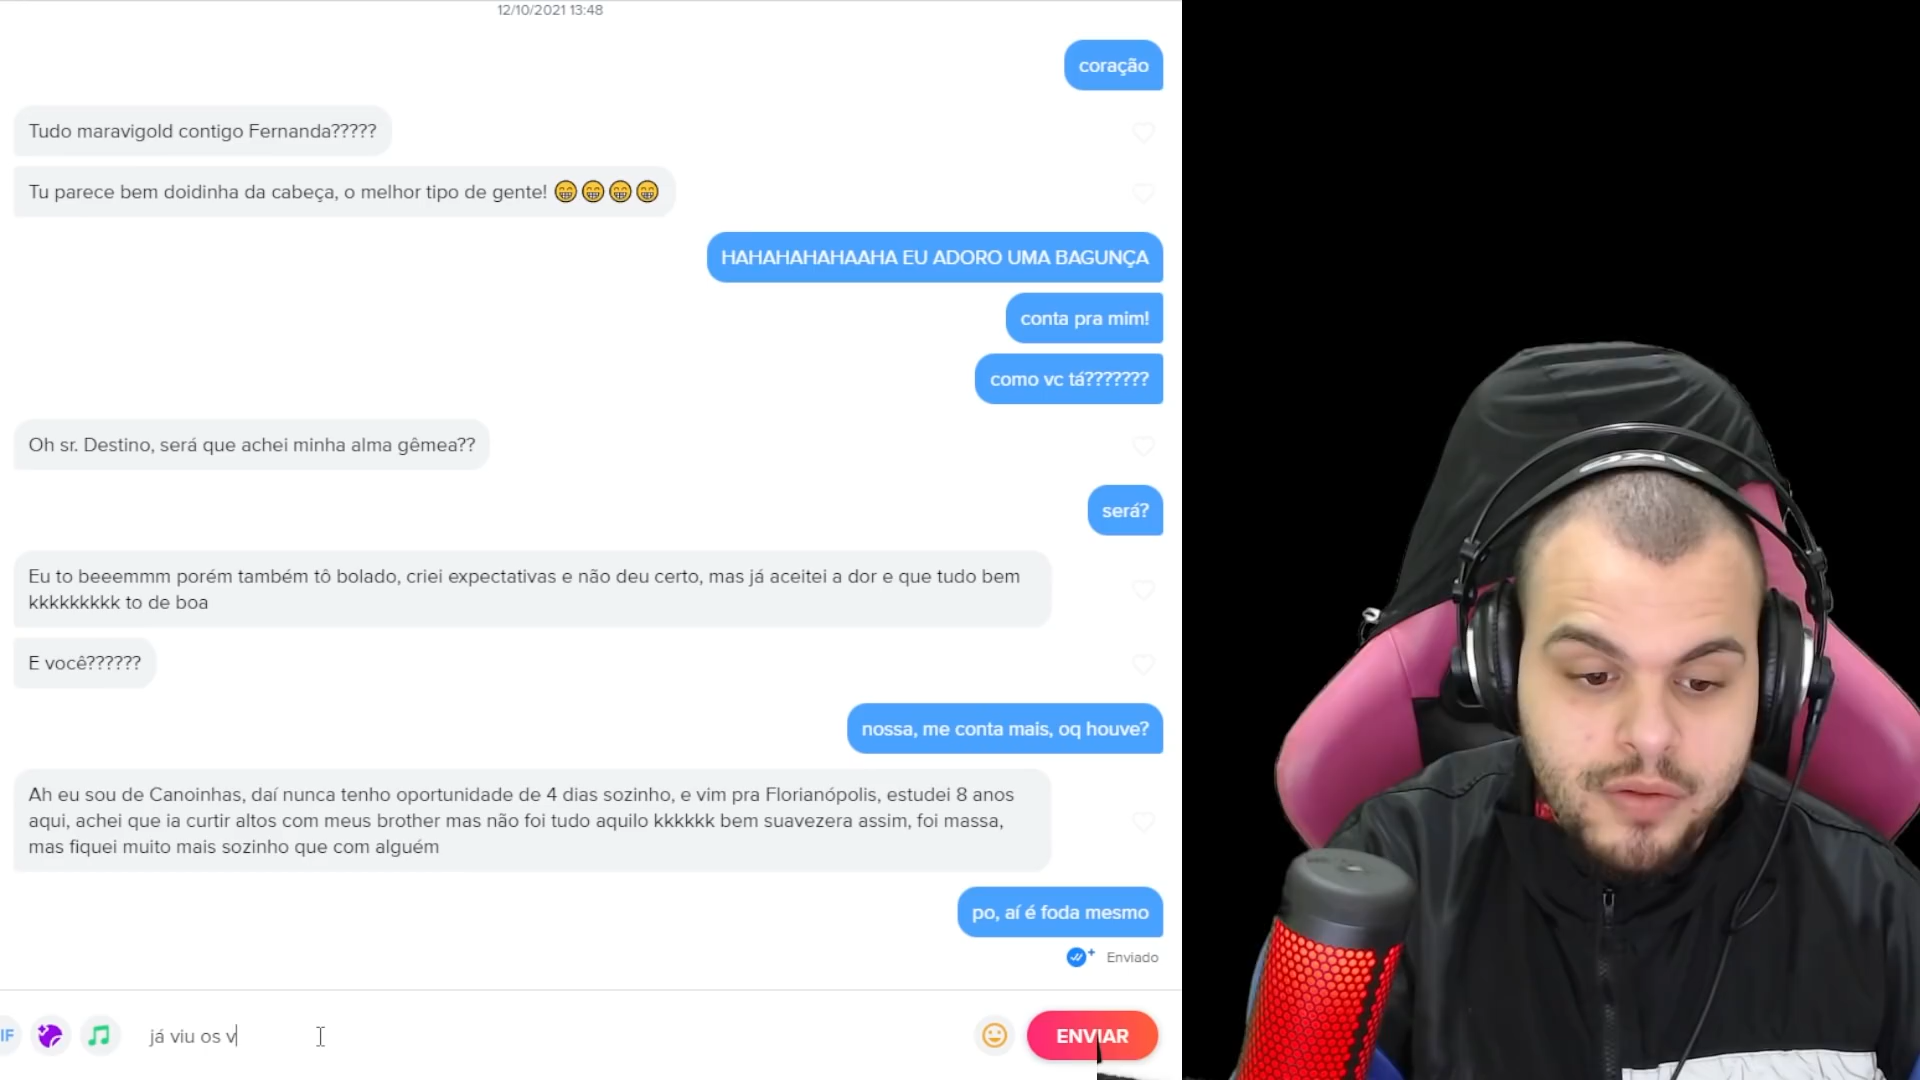 12/10/2021 13:48
coração
Tudo maravigold contigo Fernanda?????
Tu parece bem doidinha da cabeça, o melhor tipo de gente! 😁😁😁😁
HAHAHAHAHAAHA EU ADORO UMA BAGUNÇA
conta pra mim!
como vc tá???????
Oh sr. Destino, será que achei minha alma gêmea??
será?
Eu to beeemmm porém também tô bolado, criei expectativas e não deu certo, mas já aceitei a dor e que tudo bem
kkkkkkkkk to de boa
E você??????
nossa, me conta mais, oq houve?
Ah eu sou de Canoinhas, daí nunca tenho oportunidade de 4 dias sozinho, e vim pra Florianópolis, estudei 8 anos
aqui, achei que ia curtir altos com meus brother mas não foi tudo aquilo kkkkkk bem suavezera assim, foi massa,
mas fiquei muito mais sozinho que com alguém
po, aí é foda mesmo
Enviado
IF
já viu os v
ENVIAR